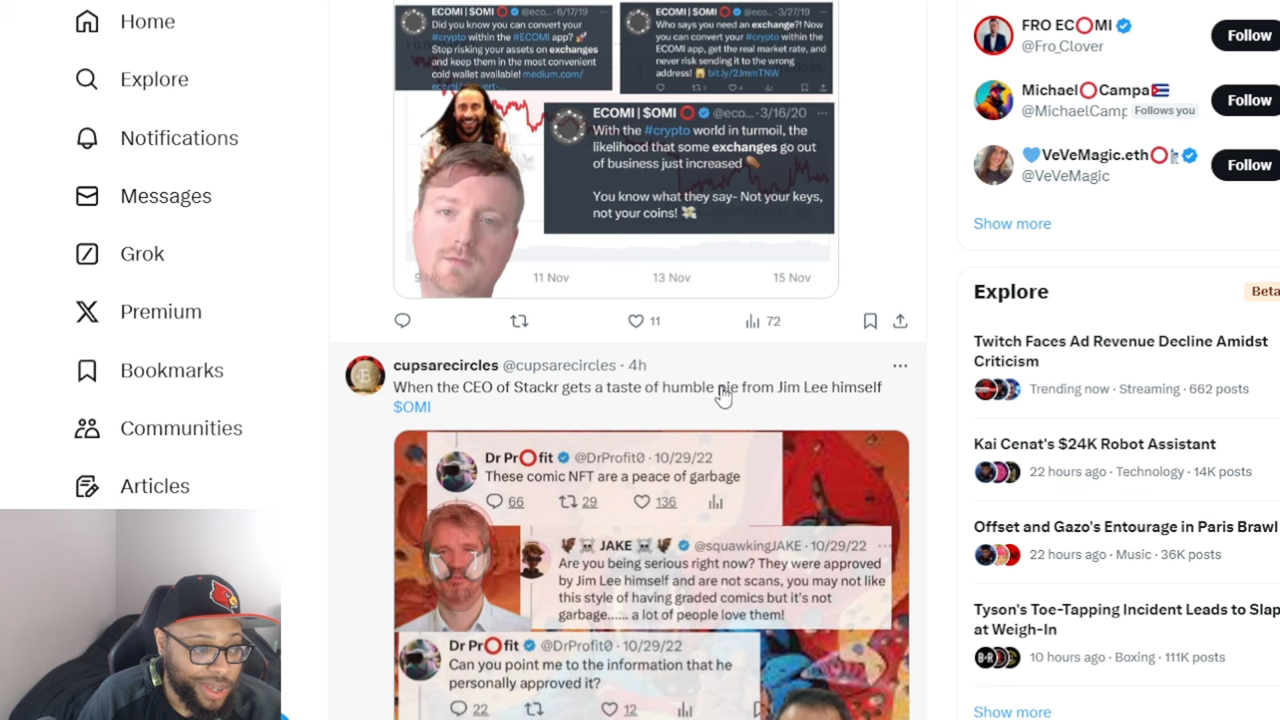 Home
Explore
Notifications
Messages
Grok
Premium
Bookmarks
Communities
Articles
ECOMI | $OMI @eco... · 6/17/19
Did you know you can convert your
#crypto within the #ECOMI app? 🚀
Stop risking your assets on exchanges
and keep them in the most convenient
cold wallet available! medium.com/
ecomi/convert-...
ECOMI | $OMI @eco... · 3/27/19
Who says you need an exchange?! Now
you can convert your #crypto within the
ECOMI app, get the real market rate, and
never risk sending it to the wrong
address! bit.ly/2JmmTNW
ECOMI | $OMI ⭕ @eco... · 3/16/20
With the #crypto world in turmoil, the
likelihood that some exchanges go out
of business just increased
You know what they say- Not your keys,
not your coins! 💸
9 Nov
11 Nov
13 Nov
15 Nov
11
72
cupsarecircles @cupsarecircles · 4h
When the CEO of Stackr gets a taste of humble pie from Jim Lee himself
$OMI
Dr Pr⭕fit @DrProfit0 · 10/29/22
These comic NFT are a peace of garbage
66
29
136
JAKE @squawkingJAKE · 10/29/22
Are you being serious right now? They were approved
by Jim Lee himself and are not scans, you may not like
this style of having graded comics but it's not
garbage...... a lot of people love them!
Dr Pr⭕fit @DrProfit0 · 10/29/22
Can you point me to the information that he
personally approved it?
22
12
FRO EC⭕MI
@Fro_Clover
Follow
Michael⭕Campa🇨🇺
@MichaelCamp Follows you
Follow
💙VeVeMagic.eth⭕
@VeVeMagic
Follow
Show more
Explore
Beta
Twitch Faces Ad Revenue Decline Amidst
Criticism
Trending now · Streaming · 662 posts
Kai Cenat's $24K Robot Assistant
22 hours ago · Technology · 14K posts
Offset and Gazo's Entourage in Paris Brawl
22 hours ago · Music · 36K posts
Tyson's Toe-Tapping Incident Leads to Slap
at Weigh-In
10 hours ago · Boxing · 111K posts
Show more